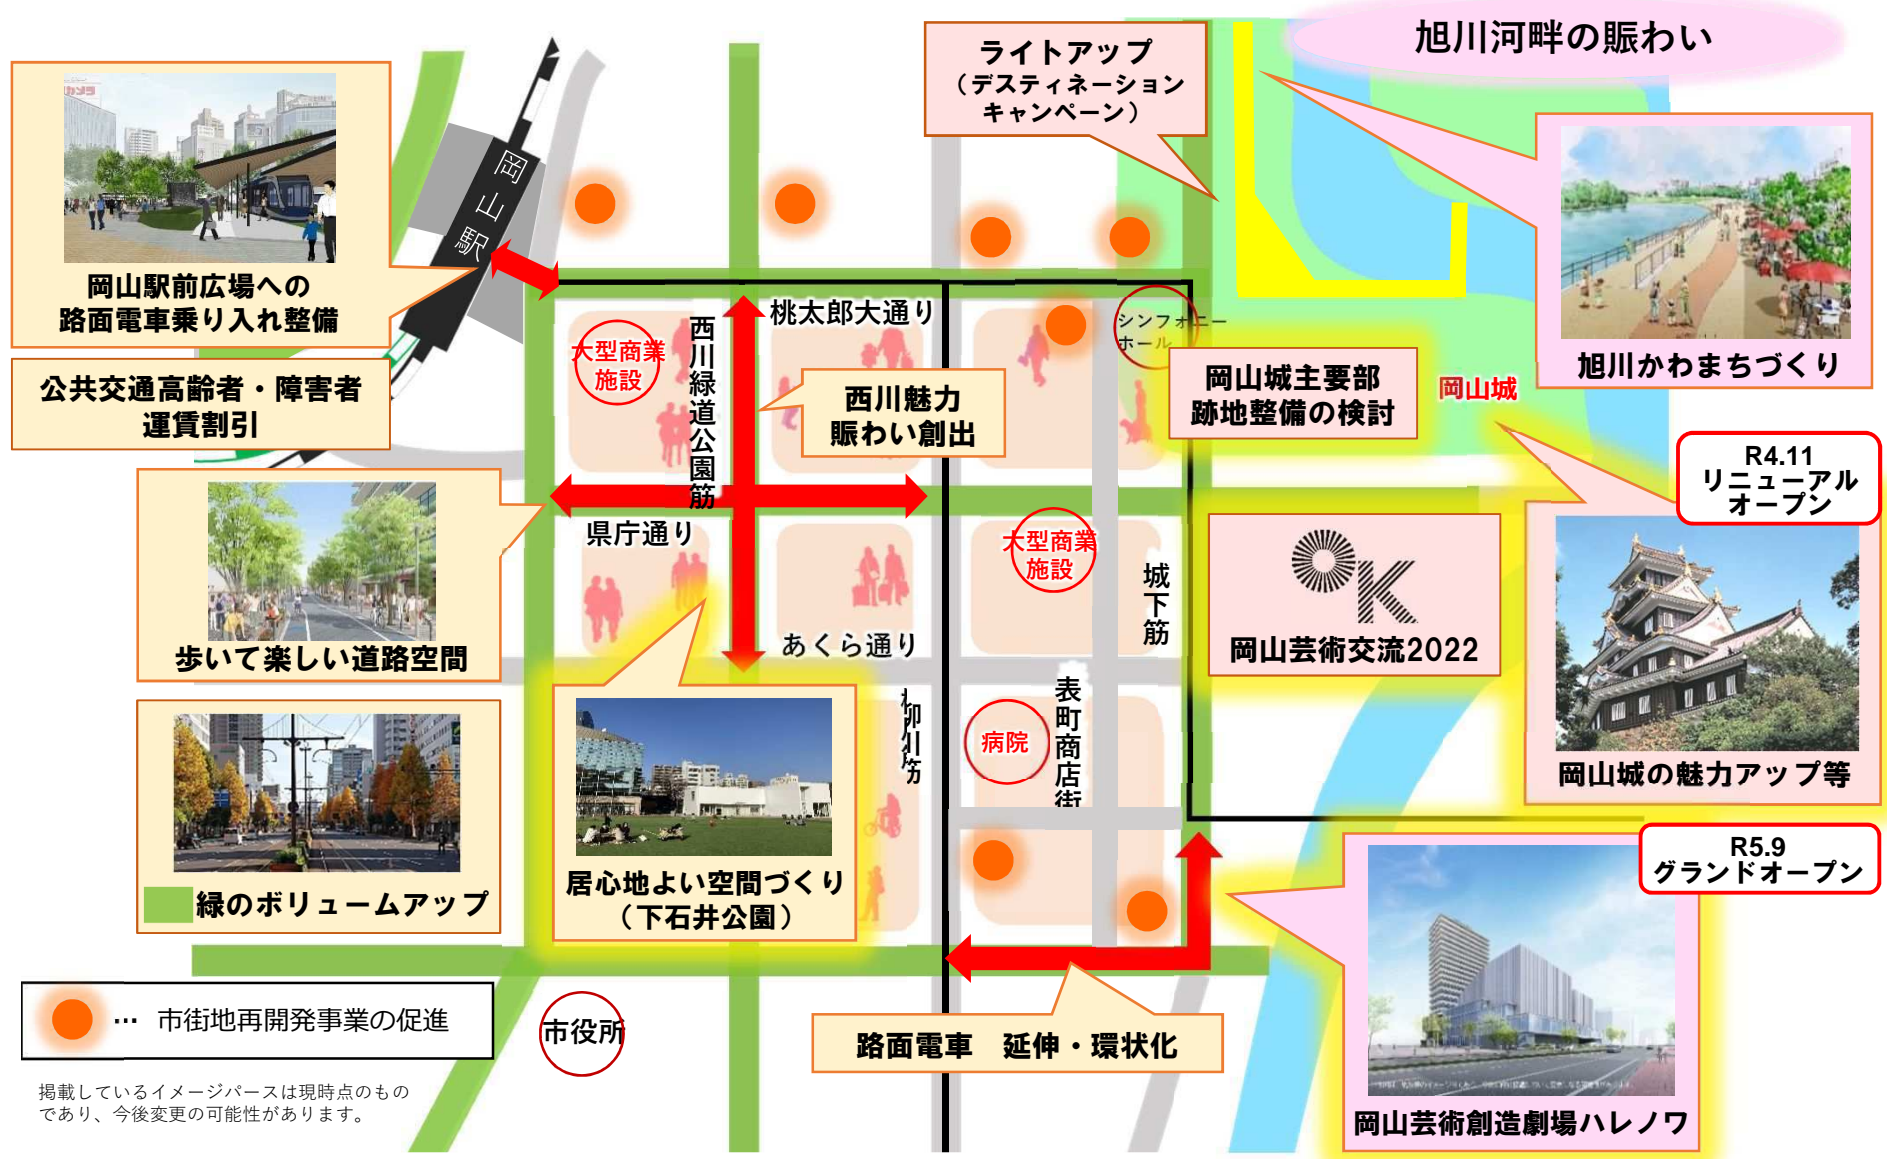 旭川河畔の賑わい
ライトアップ
（デスティネーション
キャンペーン）
岡山駅
岡山駅前広場への
路面電車乗り入れ整備
公共交通高齢者・障害者
運賃割引
桃太郎大通り
シンフォニー
ホール
大型商業
施設
西川緑道公園筋
西川魅力
賑わい創出
岡山城主要部
跡地整備の検討
岡山城
旭川かわまちづくり
R4.11
リニューアル
オープン
県庁通り
大型商業
施設
城下筋
岡山芸術交流2022
岡山城の魅力アップ等
歩いて楽しい道路空間
あくら通り
柳川筋
表町商店街
病院
緑のボリュームアップ
居心地よい空間づくり
（下石井公園）
R5.9
グランドオープン
岡山芸術創造劇場ハレノワ
… 市街地再開発事業の促進
市役所
路面電車　延伸・環状化
掲載しているイメージパースは現時点のもの
であり、今後変更の可能性があります。